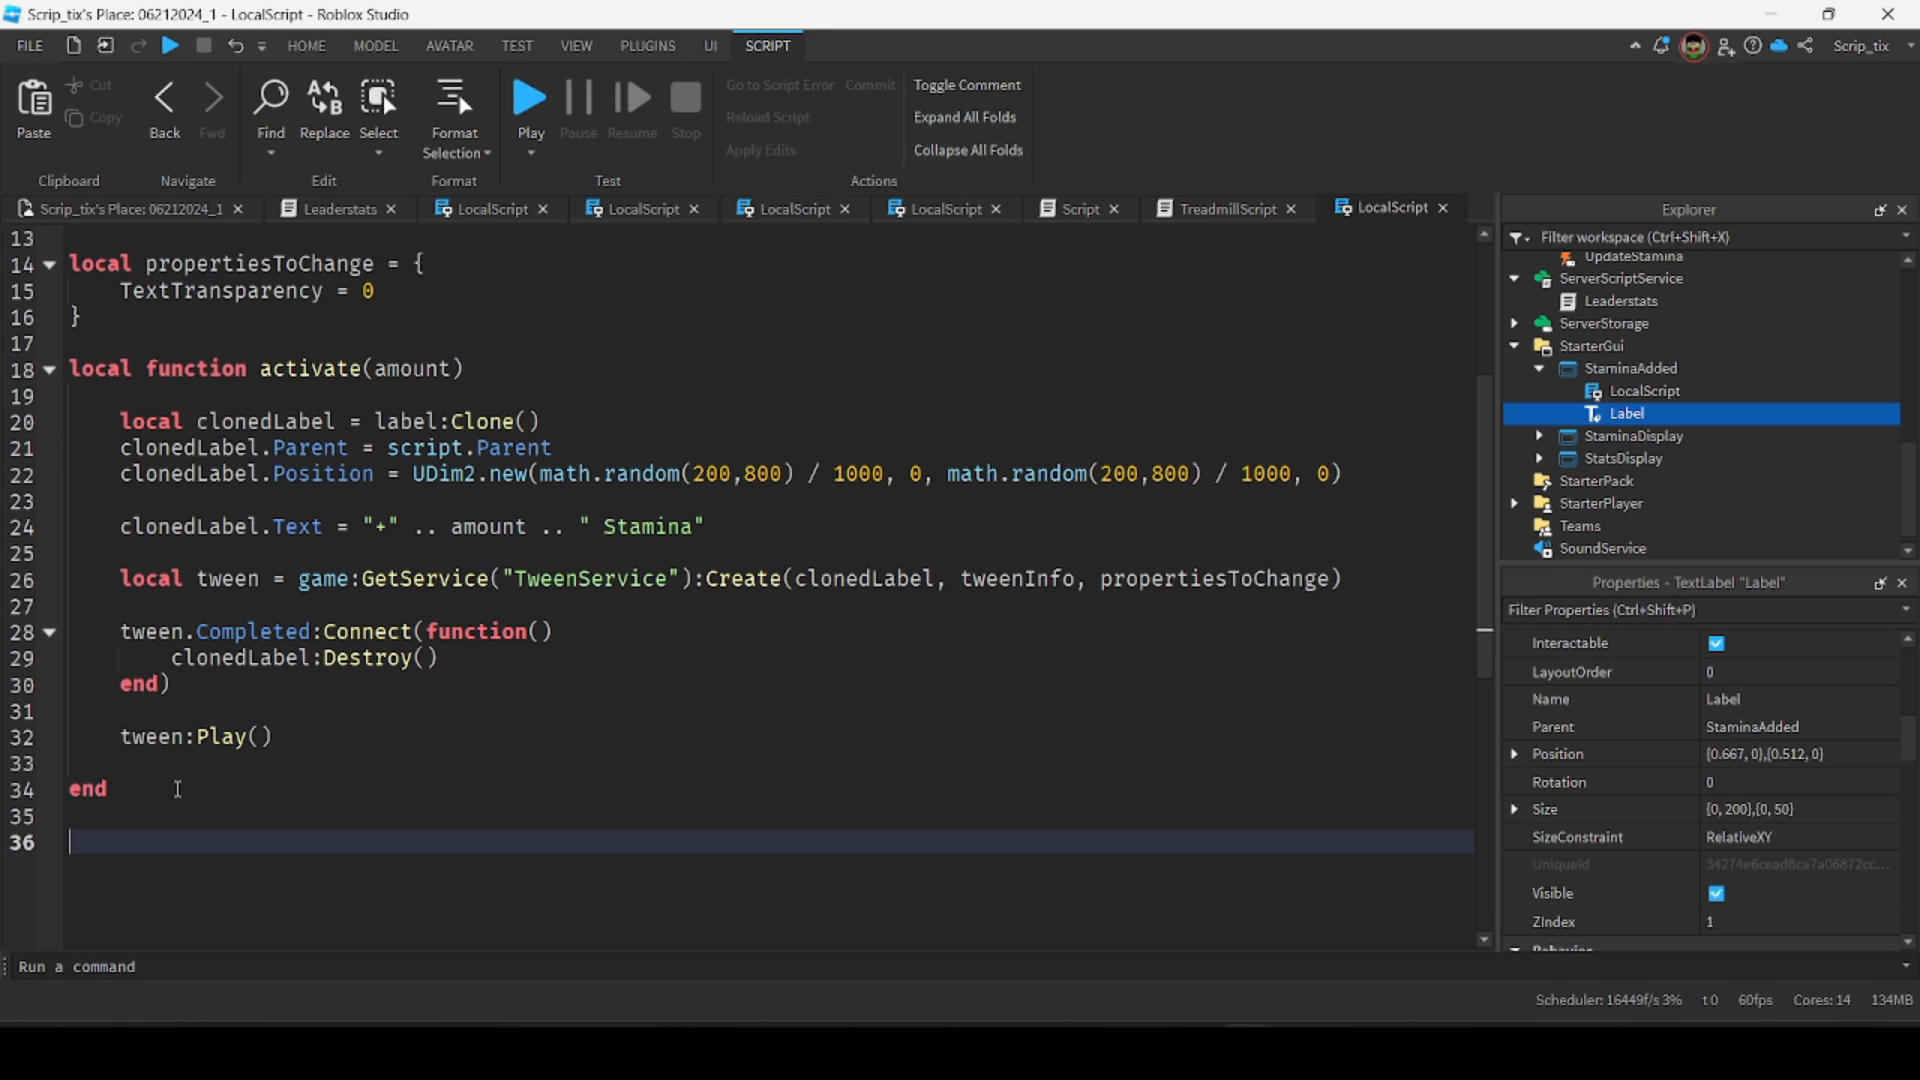 Scrip_tix's Place: 06212024_1 - LocalScript - Roblox Studio
FILE HOME MODEL AVATAR TEST VIEW PLUGINS UI SCRIPT Scrip_tix
Paste Cut Copy Back Fwd Find Replace Select Format Selection Play Pause Resume Stop
Go to Script Error Commit Toggle Comment
Reload Script Expand All Folds
Apply Edits Collapse All Folds
Clipboard Navigate Edit Format Test Actions
Scrip_tix's Place: 06212024_1 Leaderstats LocalScript LocalScript LocalScript LocalScript Script TreadmillScript LocalScript
13
14 local propertiesToChange = {
15 TextTransparency = 0
16 }
17
18 local function activate(amount)
19
20 local clonedLabel = label:Clone()
21 clonedLabel.Parent = script.Parent
22 clonedLabel.Position = UDim2.new(math.random(200,800) / 1000, 0, math.random(200,800) / 1000, 0)
23
24 clonedLabel.Text = "+" .. amount .. " Stamina"
25
26 local tween = game:GetService("TweenService"):Create(clonedLabel, tweenInfo, propertiesToChange)
27
28 tween.Completed:Connect(function()
29 clonedLabel:Destroy()
30 end)
31
32 tween:Play()
33
34 end
35
36
Explorer
Filter workspace (Ctrl+Shift+X)
UpdateStamina
ServerScriptService
Leaderstats
ServerStorage
StarterGui
StaminaAdded
LocalScript
Label
StaminaDisplay
StatsDisplay
StarterPack
StarterPlayer
Teams
SoundService
Properties - TextLabel "Label"
Filter Properties (Ctrl+Shift+P)
Interactable
LayoutOrder 0
Name Label
Parent StaminaAdded
Position {0.667, 0},{0.512, 0}
Rotation 0
Size {0, 200},{0, 50}
SizeConstraint RelativeXY
UniqueId 34274e6cead8ca7a06872cc...
Visible
ZIndex 1
Behavior
Run a command
Scheduler: 16449f/s 3% t0 60fps Cores: 14 134MB